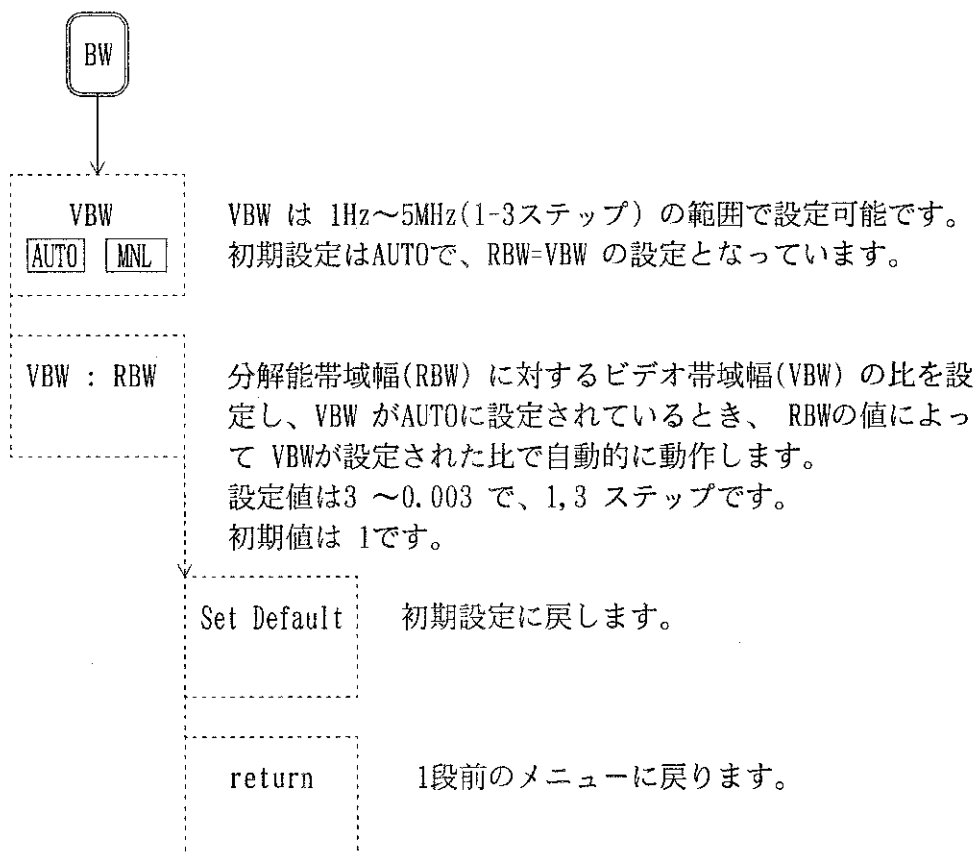 BW
VBW
AUTO MNL
VBW は 1Hz～5MHz(1-3ステップ) の範囲で設定可能です。
初期設定はAUTOで、RBW=VBW の設定となっています。
VBW : RBW
分解能帯域幅(RBW) に対するビデオ帯域幅(VBW) の比を設
定し、VBW がAUTOに設定されているとき、 RBWの値によっ
て VBWが設定された比で自動的に動作します。
設定値は3 ～0.003 で、1,3 ステップです。
初期値は 1です。
Set Default
初期設定に戻します。
return
1段前のメニューに戻ります。